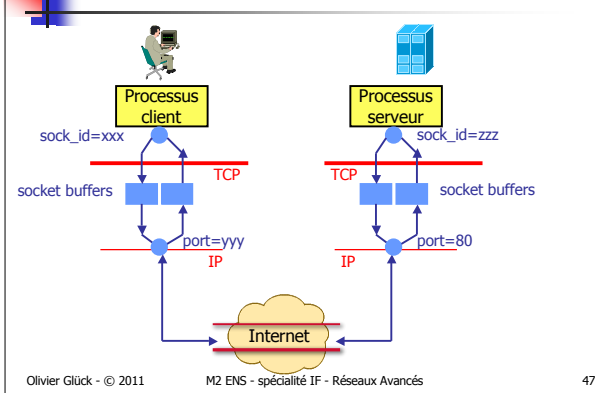 Processus
client
Processus
serveur
sock_id=xxx
sock_id=zzz
TCP
TCP
socket buffers
socket buffers
port=yyy
port=80
IP
IP
Internet
Olivier Glück - © 2011
M2 ENS - spécialité IF - Réseaux Avancés
47